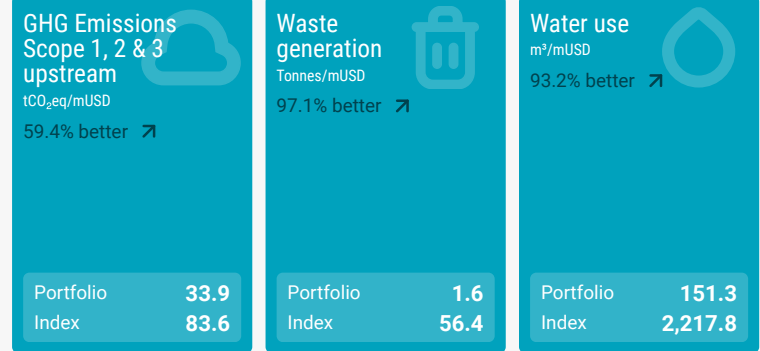 GHG Emissions
Scope 1, 2 & 3
upstream
tCO₂eq/mUSD
59.4% better
Portfolio 33.9
Index 83.6
Waste
generation
Tonnes/mUSD
97.1% better
Portfolio 1.6
Index 56.4
Water use
m³/mUSD
93.2% better
Portfolio 151.3
Index 2,217.8